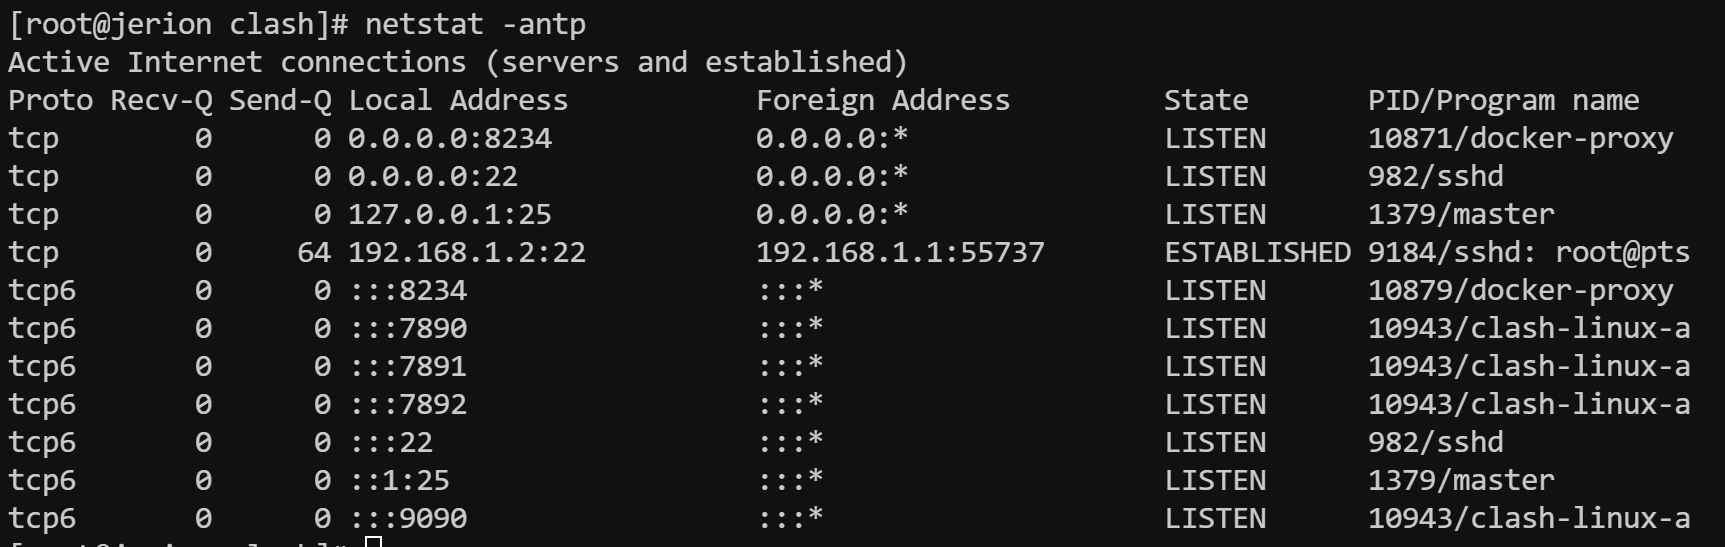 [root@jerion clash]# netstat -antp
Active Internet connections (servers and established)
Proto Recv-Q Send-Q Local Address           Foreign Address         State       PID/Program name
tcp        0      0 0.0.0.0:8234            0.0.0.0:*               LISTEN      10871/docker-proxy
tcp        0      0 0.0.0.0:22              0.0.0.0:*               LISTEN      982/sshd
tcp        0      0 127.0.0.1:25            0.0.0.0:*               LISTEN      1379/master
tcp        0     64 192.168.1.2:22          192.168.1.1:55737       ESTABLISHED 9184/sshd: root@pts
tcp6       0      0 :::8234                 :::*                    LISTEN      10879/docker-proxy
tcp6       0      0 :::7890                 :::*                    LISTEN      10943/clash-linux-a
tcp6       0      0 :::7891                 :::*                    LISTEN      10943/clash-linux-a
tcp6       0      0 :::7892                 :::*                    LISTEN      10943/clash-linux-a
tcp6       0      0 :::22                   :::*                    LISTEN      982/sshd
tcp6       0      0 ::1:25                  :::*                    LISTEN      1379/master
tcp6       0      0 :::9090                 :::*                    LISTEN      10943/clash-linux-a